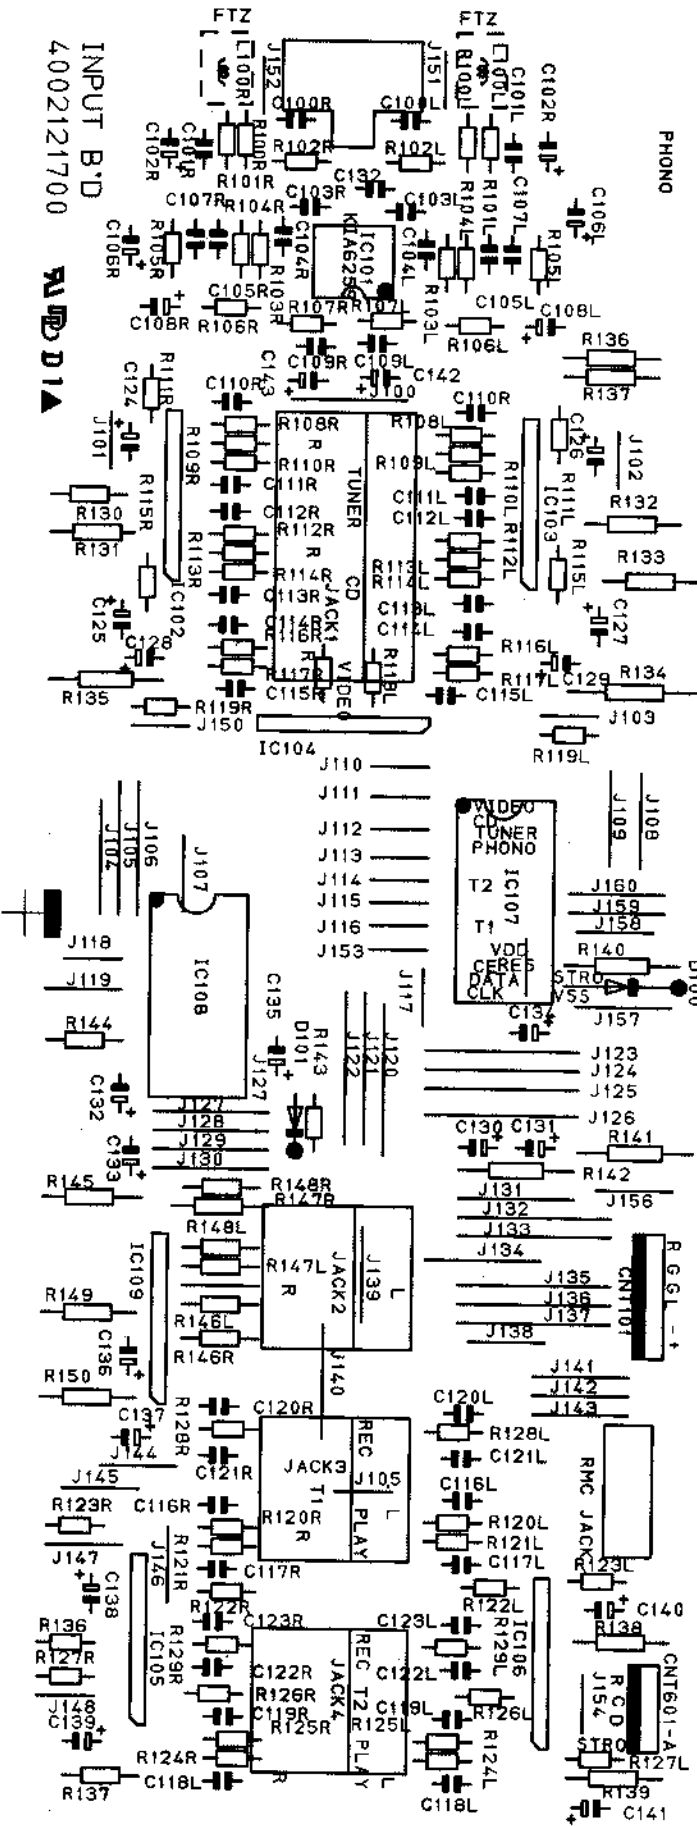 FTZ
FTZ
INPUT B'D
4002121700
PHONO
J152
J151
L100R
R100L
L100L
C101L
C102R
C100R
C100L
C102R
C101R
R100R
R102R
R102L
R101R
C132
C107R
R104R
C103R
C103L
R104L
R101L
C107L
C106L
C106R
R105R
C104R
IC101
C104L
R105L
C105R
R103R
R107R
R107L
R103L
C105L
C108R
R106R
R106L
C108L
D1
R136
R137
C109R
C109L
C143
C142
J100
C124
R111R
C110R
C110R
C126
J101
R108R
R108L
J102
R109R
R110R
R109L
R110L
R111L
R130
R115R
C111R
C111L
IC103
R132
R131
C112R
C112L
R112R
R112L
TUNER
CD
JACK1
VIDEO
R
R
R
R113R
R114R
R113L
R114L
R115L
R133
IC102
C113R
C113L
C125
C114R
C114L
C127
C128
R116R
R116L
R117R
R117L
R118L
C129
R134
R135
C115R
C115L
R119R
J150
J103
IC104
R119L
J110
J111
J112
J113
J114
J115
J116
J153
J104
J105
J106
J107
J109
J108
VIDEO
CD
TUNER
PHONO
IC107
T2
T1
VDD
CERES
DATA
CLK
STRO
VSS
J160
J159
J158
R140
J157
J118
J119
R144
IC108
C135
J117
C134
D101
R143
J122
J121
J120
J123
J124
J125
J126
C132
J127
J127
J128
J129
J130
C133
C130
C131
R141
R142
R145
R148R
R147R
J131
J156
J132
J133
R148L
J134
IC109
R147L
R
JACK2
J139
L
J135
J136
J137
J138
CNT101
R G G L - +
R149
R146L
R146R
C136
J140
R150
J141
J142
J143
C137
R128R
C120R
C120L
R128L
J144
C121R
C121L
REC
JACK3
J105
T1
L
R
PLAY
RMC JACK
J145
C116R
C116L
R123R
R120R
R120L
R121R
R121L
J147
J146
C117R
C117L
R123L
C138
R122R
R122L
C140
R136
C123R
C123L
R138
R127R
IC105
R129R
R129L
IC106
CNT601-A
REC
T2
PLAY
JACK4
R
L
C122R
C122L
J148
R126R
R126L
J154
R C D
C139
C119R
C119L
R125R
R125L
STRO
R127L
R124R
R124L
R137
C118L
C118L
R139
C141